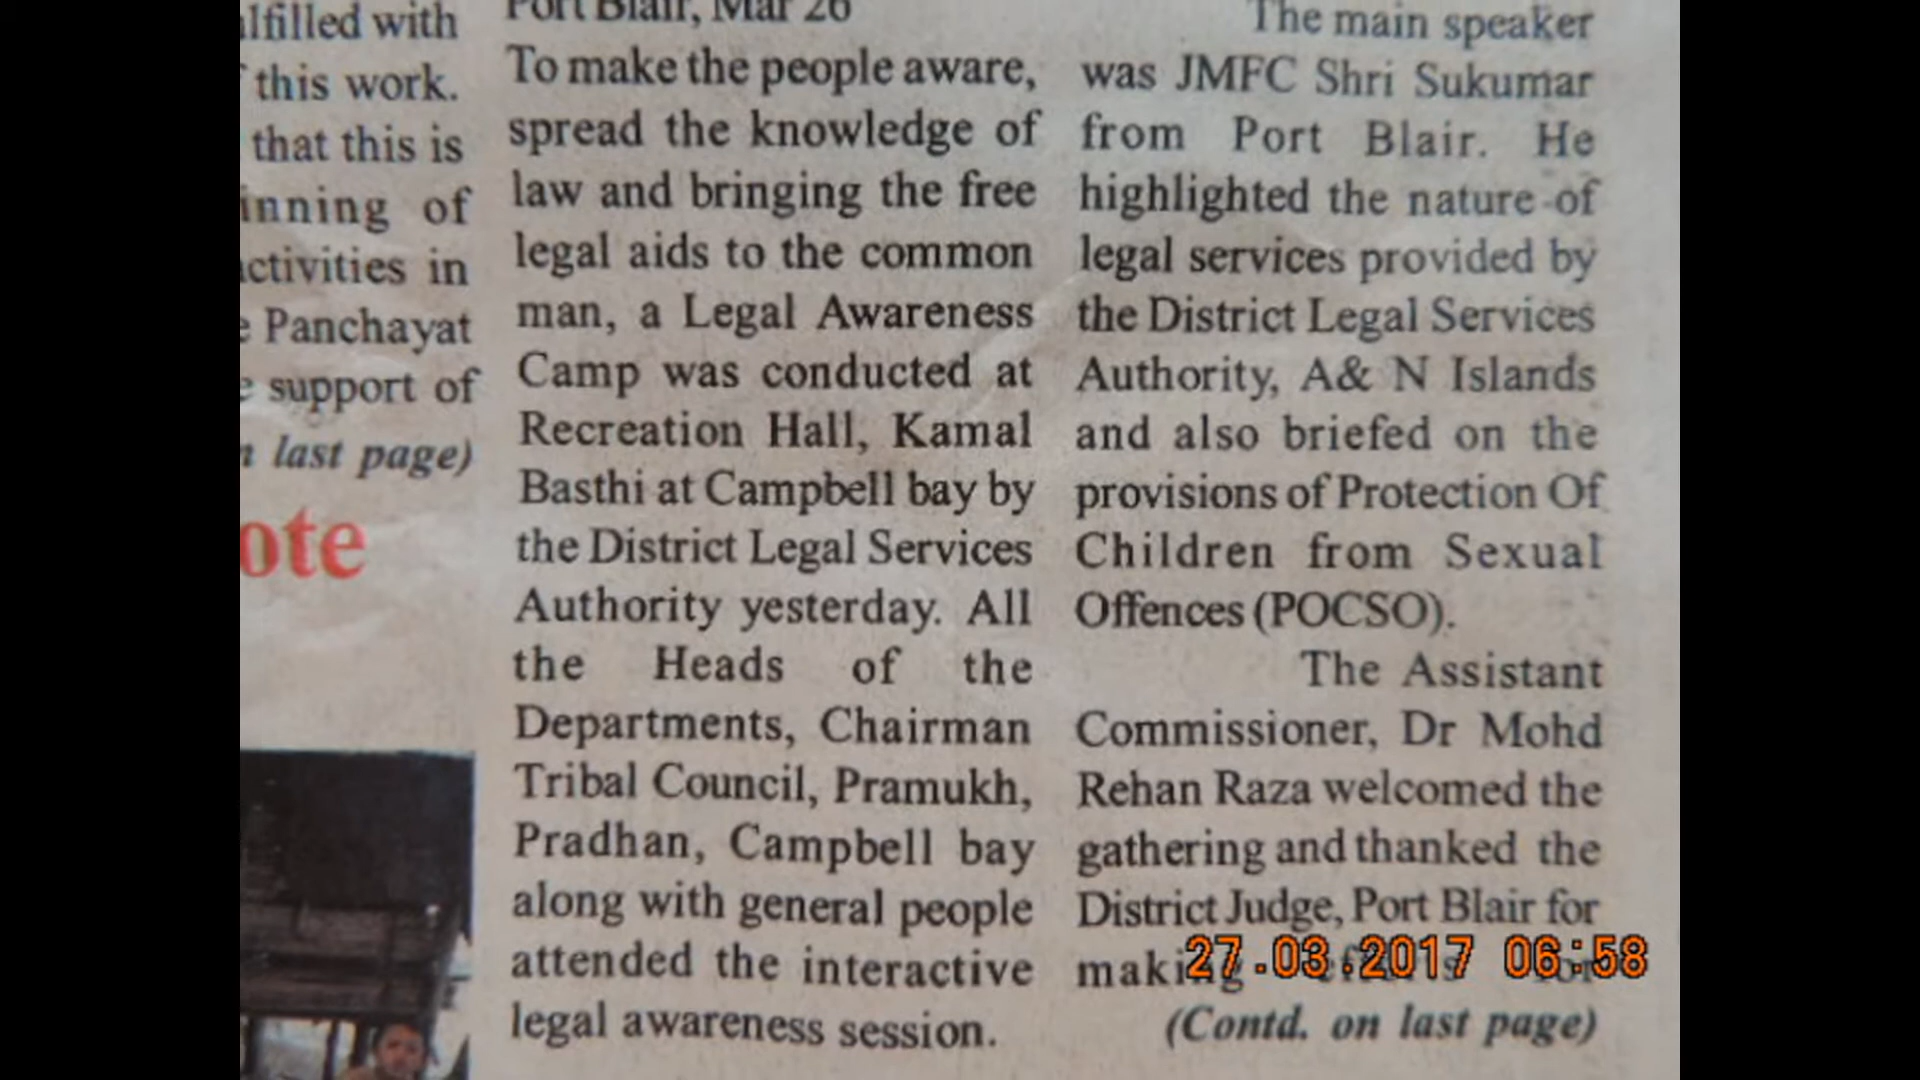 lfilled with
this work.
that this is
inning of
ctivities in
e Panchayat
e support of
n last page)
ote
Port Blair, Mar 26
To make the people aware,
spread the knowledge of
law and bringing the free
legal aids to the common
man, a Legal Awareness
Camp was conducted at
Recreation Hall, Kamal
Basthi at Campbell bay by
the District Legal Services
Authority yesterday. All
the Heads of the
Departments, Chairman
Tribal Council, Pramukh,
Pradhan, Campbell bay
along with general people
attended the interactive
legal awareness session.
The main speaker
was JMFC Shri Sukumar
from Port Blair. He
highlighted the nature of
legal services provided by
the District Legal Services
Authority, A& N Islands
and also briefed on the
provisions of Protection Of
Children from Sexual
Offences (POCSO).
The Assistant
Commissioner, Dr Mohd
Rehan Raza welcomed the
gathering and thanked the
District Judge, Port Blair for
making
27.03.2017 06:58
(Contd. on last page)